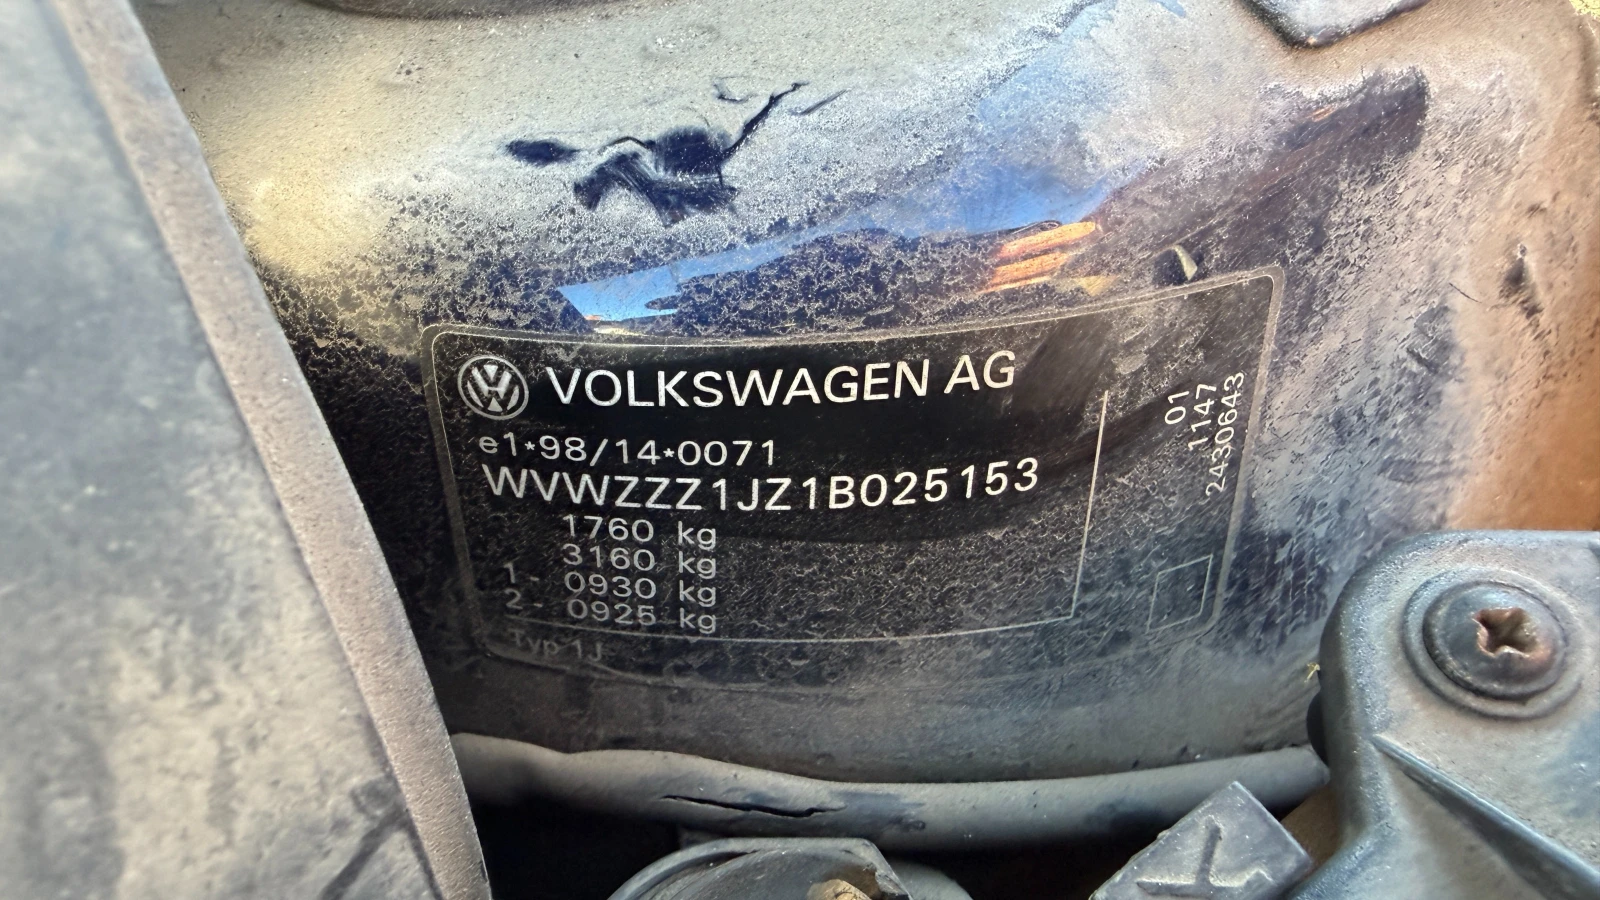 VOLKSWAGEN AG
e1*98/14*0071
WVWZZZ1JZ1B025153
1760 kg
3160 kg
1 - 0930 kg
2 - 0925 kg
Typ 1J
01
1147
2430643